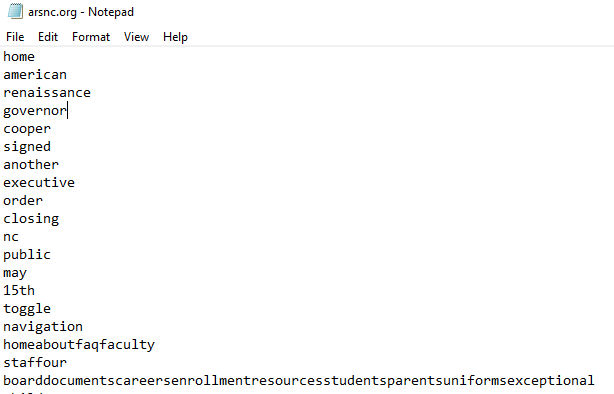 arsnc.org - Notepad
File Edit Format View Help
home
american
renaissance
governor
cooper
signed
another
executive
order
closing
nc
public
may
15th
toggle
navigation
homeaboutfaqfaculty
staffour
boarddocumentscareersenrollmentresourcesstudentsparentsuniformsexceptional